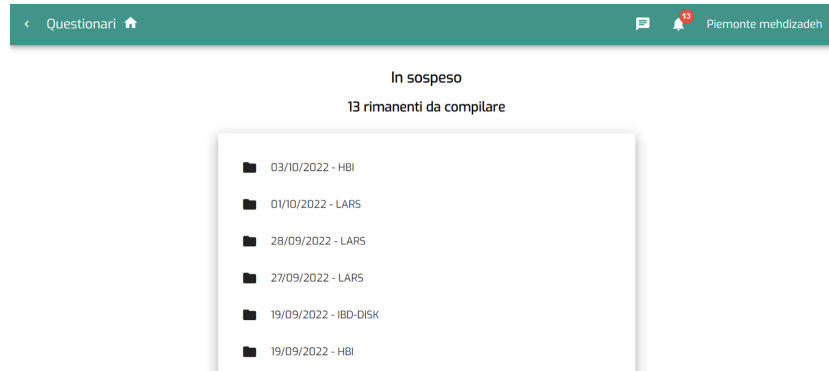 Questionari
13
Piemonte mehdizadeh
In sospeso
13 rimanenti da compilare
03/10/2022 - HBI
01/10/2022 - LARS
28/09/2022 - LARS
27/09/2022 - LARS
19/09/2022 - IBD-DISK
19/09/2022 - HBI